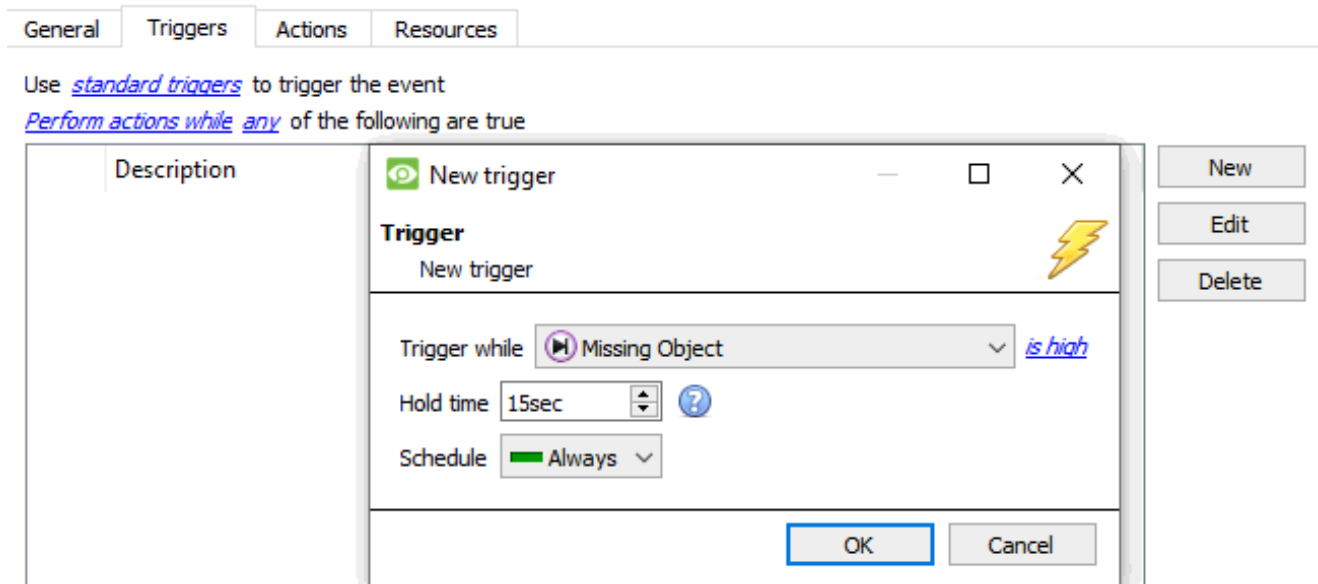 General Triggers Actions Resources
Use standard triggers to trigger the event
Perform actions while any of the following are true
Description
New trigger
New
Edit
Delete
Trigger
New trigger
Trigger while Missing Object is high
Hold time 15sec ?
Schedule Always
OK Cancel